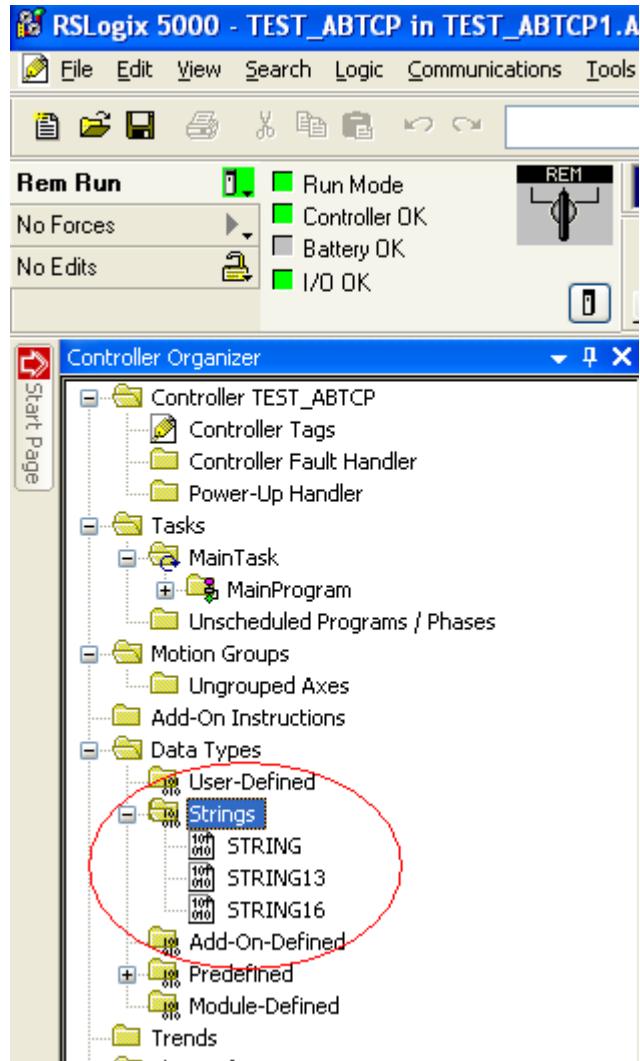 RSLogix 5000 - TEST_ABTCP in TEST_ABTCP1.A
File Edit View Search Logic Communications Tools
Rem Run
No Forces
No Edits
Run Mode
Controller OK
Battery OK
I/O OK
REM
Start Page
Controller Organizer
Controller TEST_ABTCP
Controller Tags
Controller Fault Handler
Power-Up Handler
Tasks
MainTask
MainProgram
Unscheduled Programs / Phases
Motion Groups
Ungrouped Axes
Add-On Instructions
Data Types
User-Defined
Strings
STRING
STRING13
STRING16
Add-On-Defined
Predefined
Module-Defined
Trends